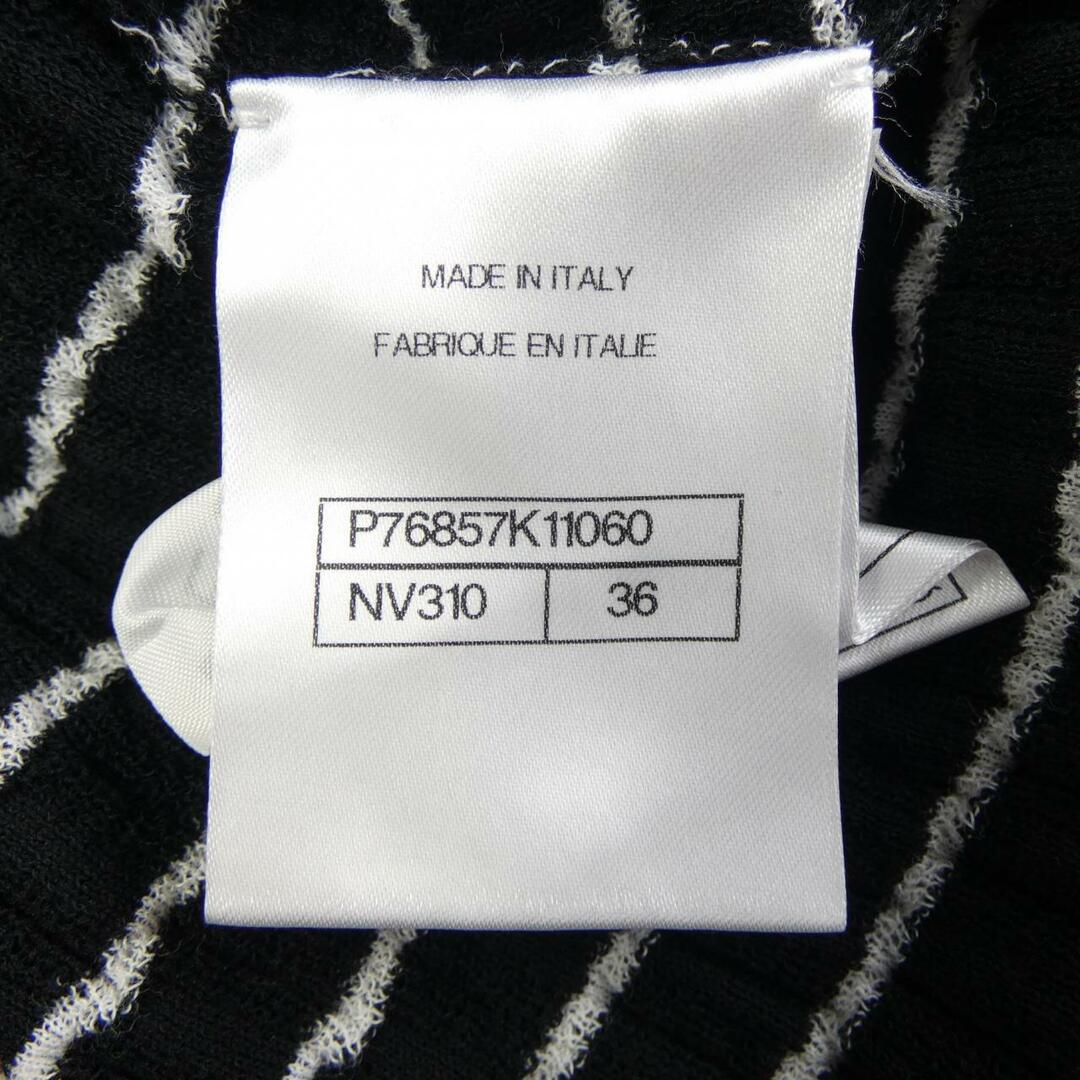 MADE IN ITALY
FABRIQUE EN ITALIE
P76857K11060
NV310 36